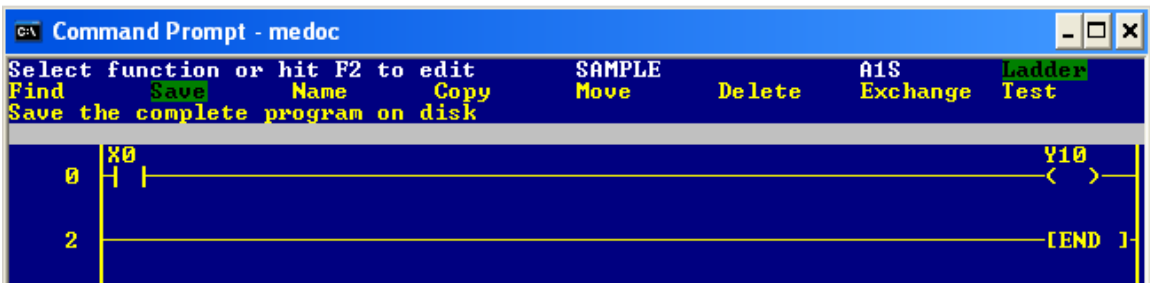 Command Prompt - medoc
Select function or hit F2 to edit SAMPLE A1S Ladder
Find Save Name Copy Move Delete Exchange Test
Save the complete program on disk
X0 Y10
0 ( )
2 [END ]